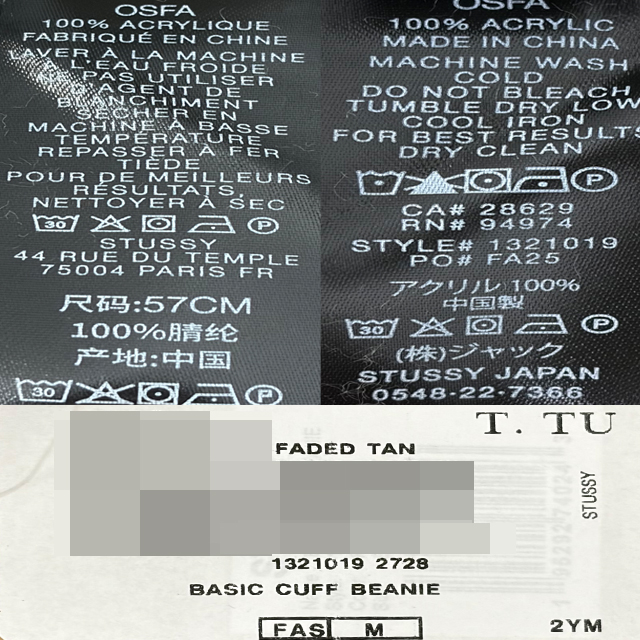 OSFA
100% ACRYLIQUE
FABRIQUÉ EN CHINE
LAVER À LA MACHINE
À L'EAU FROIDE
NE PAS UTILISER
D'AGENT DE
BLANCHIMENT
SÉCHER EN
MACHINE À BASSE
TEMPÉRATURE
REPASSER À FER
TIÈDE
POUR DE MEILLEURS
RÉSULTATS,
NETTOYER À SEC
30 P
STUSSY
44 RUE DU TEMPLE
75004 PARIS FR
尺码:57CM
100%腈纶
产地:中国
30 P
OSFA
100% ACRYLIC
MADE IN CHINA
MACHINE WASH
COLD
DO NOT BLEACH
TUMBLE DRY LOW
COOL IRON
FOR BEST RESULTS
DRY CLEAN
P
CA# 28629
RN# 94974
STYLE# 1321019
PO# FA25
アクリル 100%
中国製
30 P
(株)ジャック
STUSSY JAPAN
0548-22-7366
T. TU
FADED TAN
STUSSY
1321019 2728
BASIC CUFF BEANIE
FAS M
2YM